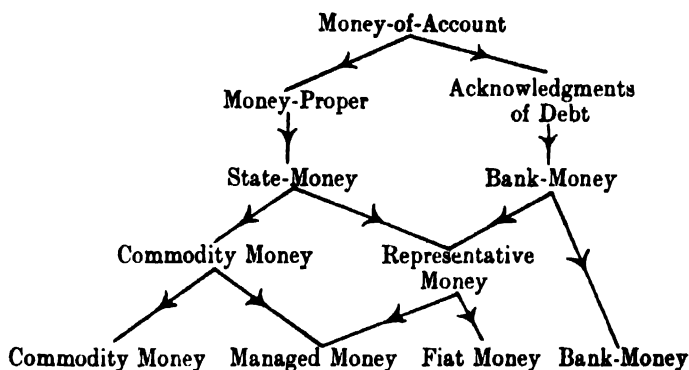 Money-of-Account
Money-Proper
Acknowledgments
of Debt
State-Money
Bank-Money
Commodity Money
Representative
Money
Commodity Money
Managed Money
Fiat Money
Bank-Money